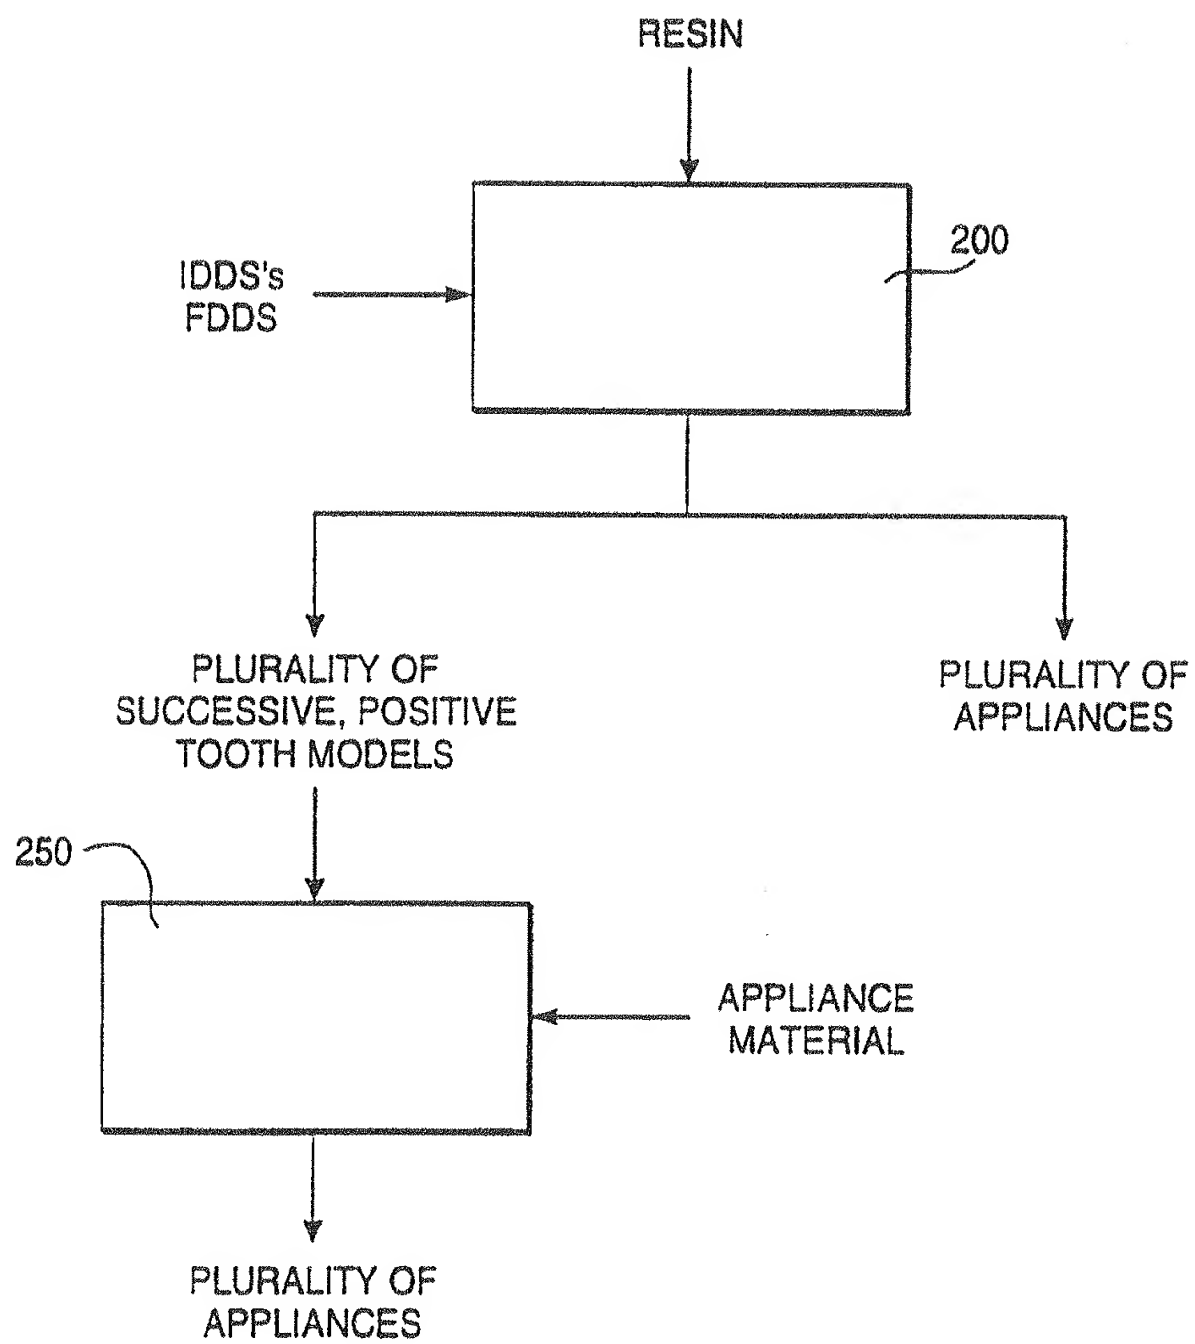 RESIN
200
IDDS's
FDDS
PLURALITY OF
SUCCESSIVE, POSITIVE
TOOTH MODELS
PLURALITY OF
APPLIANCES
250
APPLIANCE
MATERIAL
PLURALITY OF
APPLIANCES